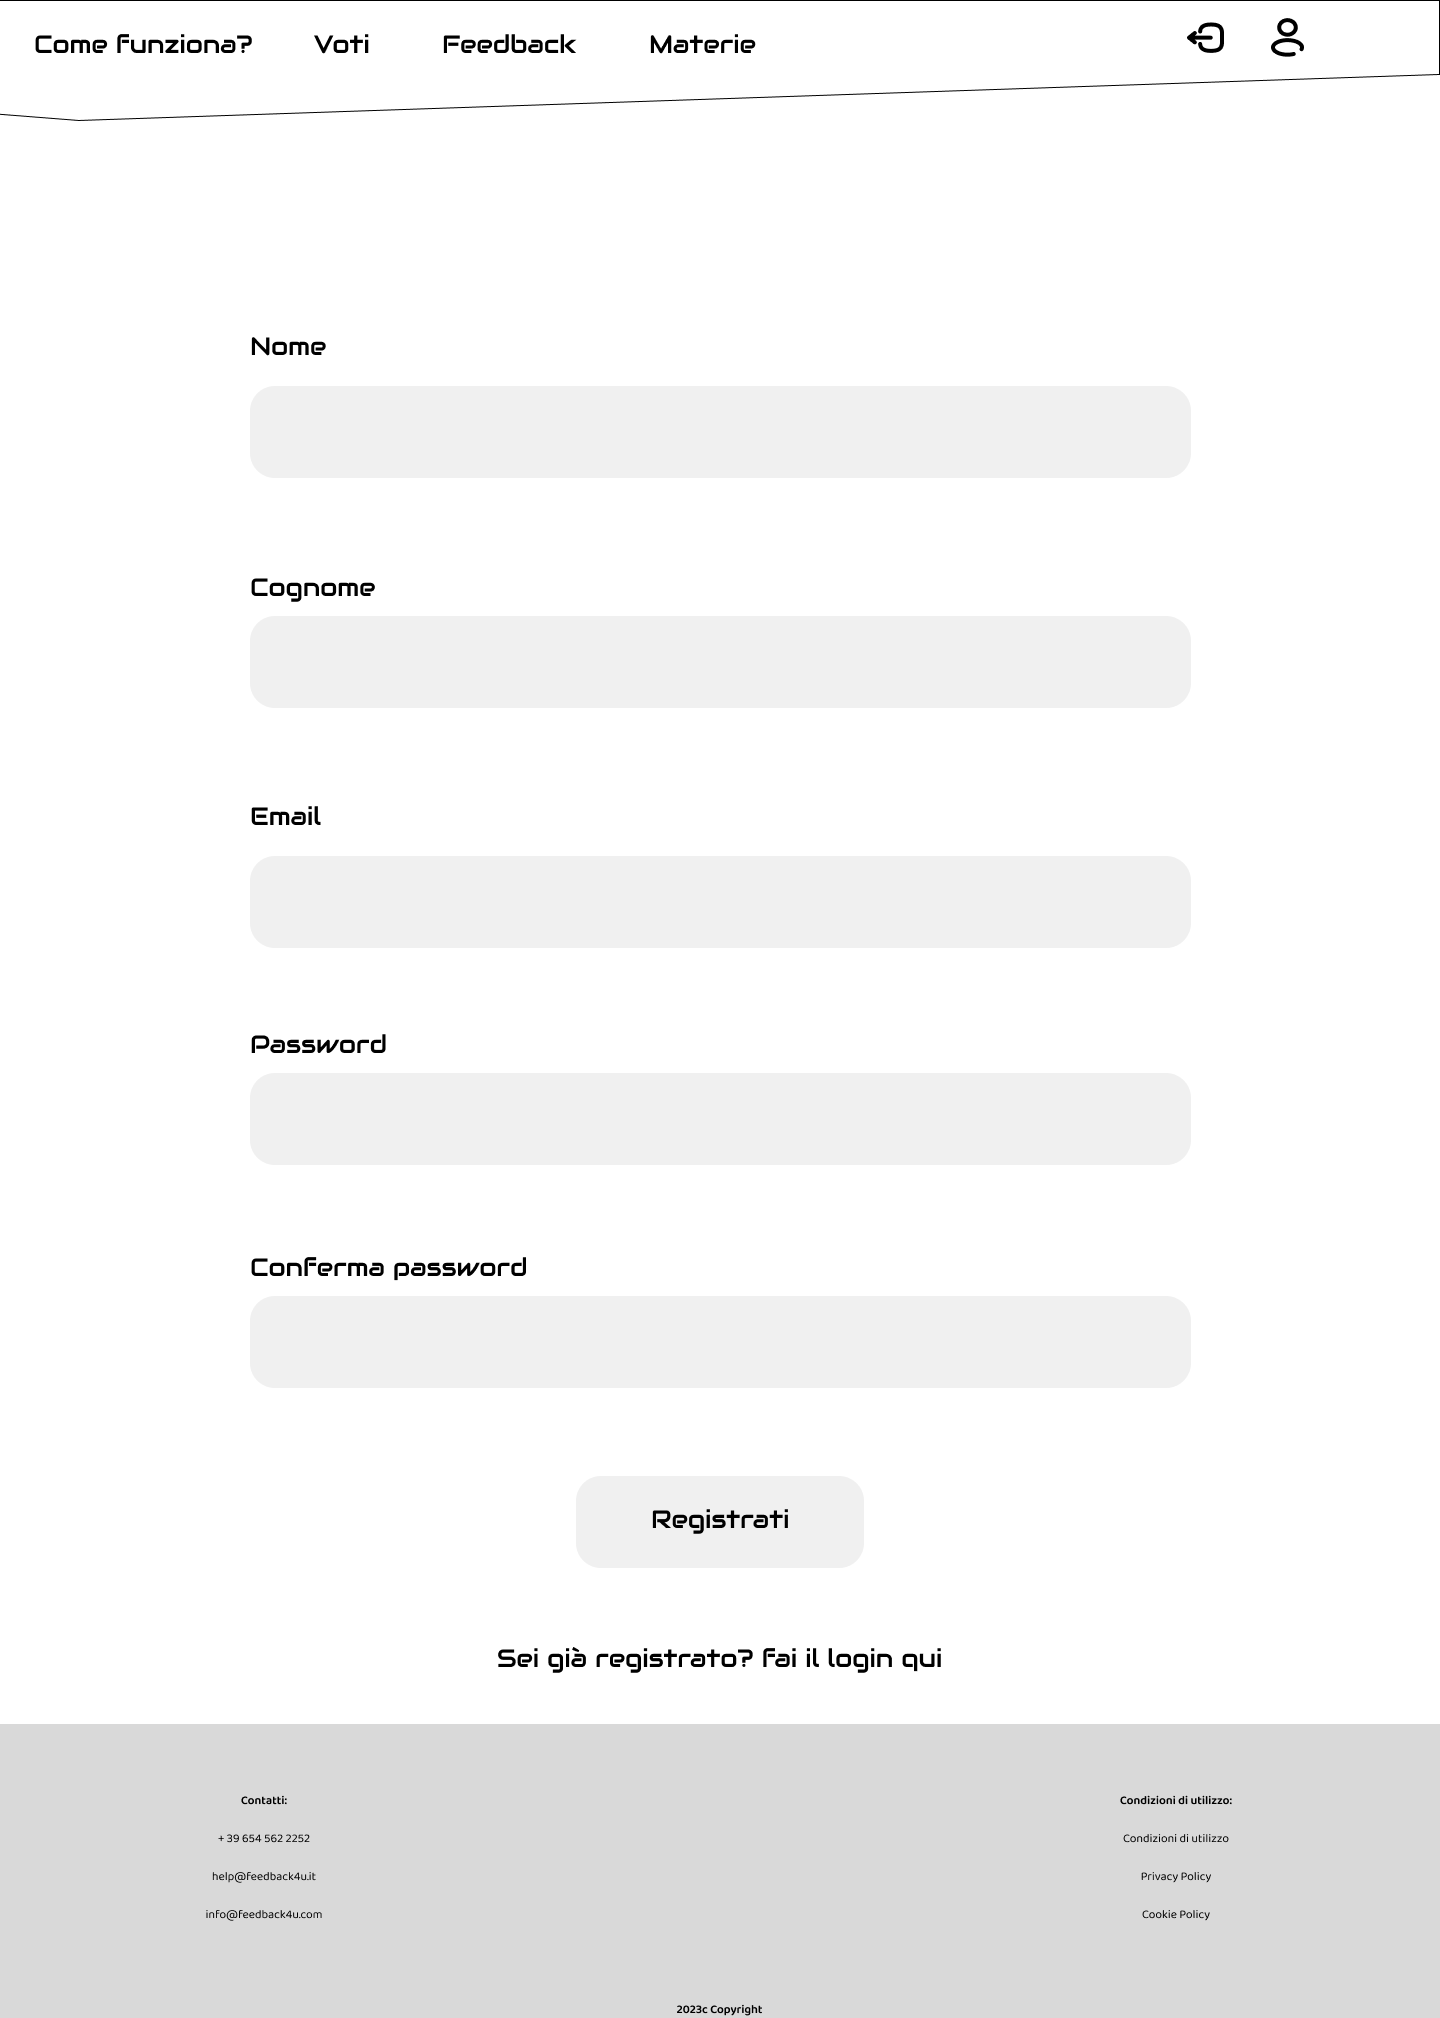 Come funziona? Voti Feedback Materie
Nome
Cognome
Email
Password
Conferma password
Registrati
Sei già registrato? fai il login qui
Contatti:
+ 39 654 562 2252
help@feedback4u.it
info@feedback4u.com
Condizioni di utilizzo:
Condizioni di utilizzo
Privacy Policy
Cookie Policy
2023c Copyright